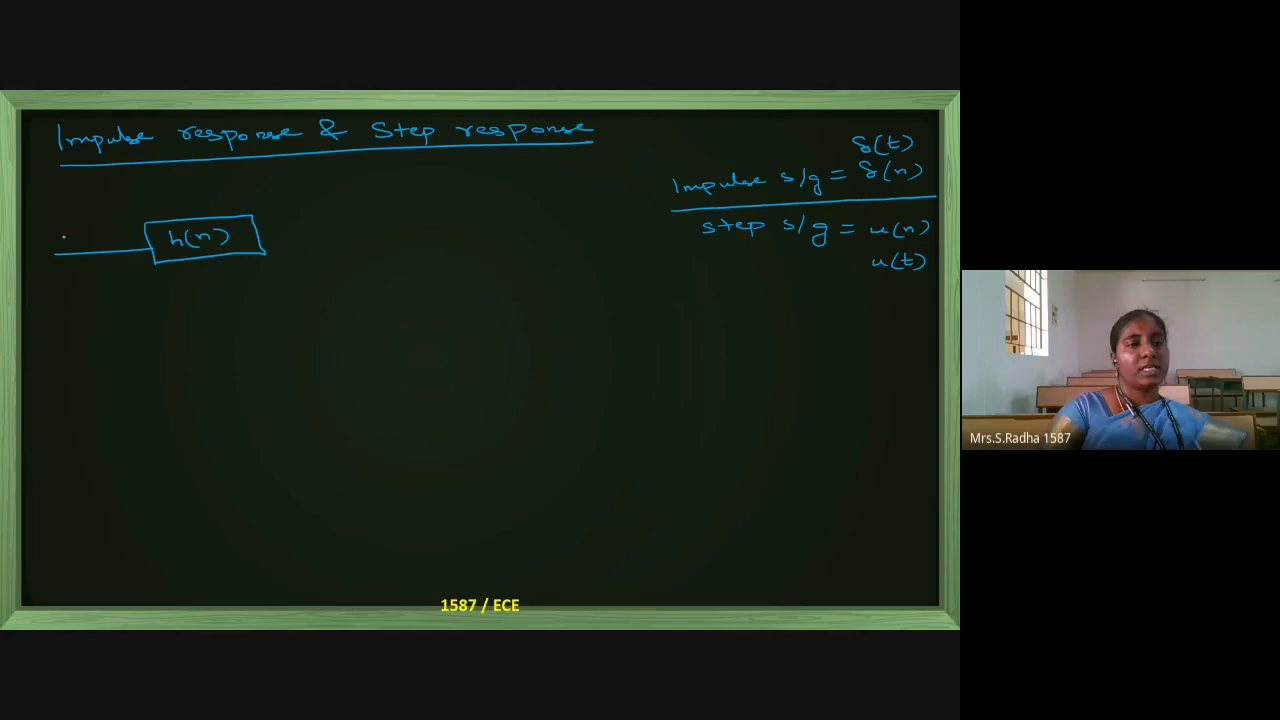 Impulse response & Step response
δ(t)
Impulse s/g = δ(n)
step s/g = u(n)
u(t)
h(n)
Mrs.S.Radha 1587
1587 / ECE